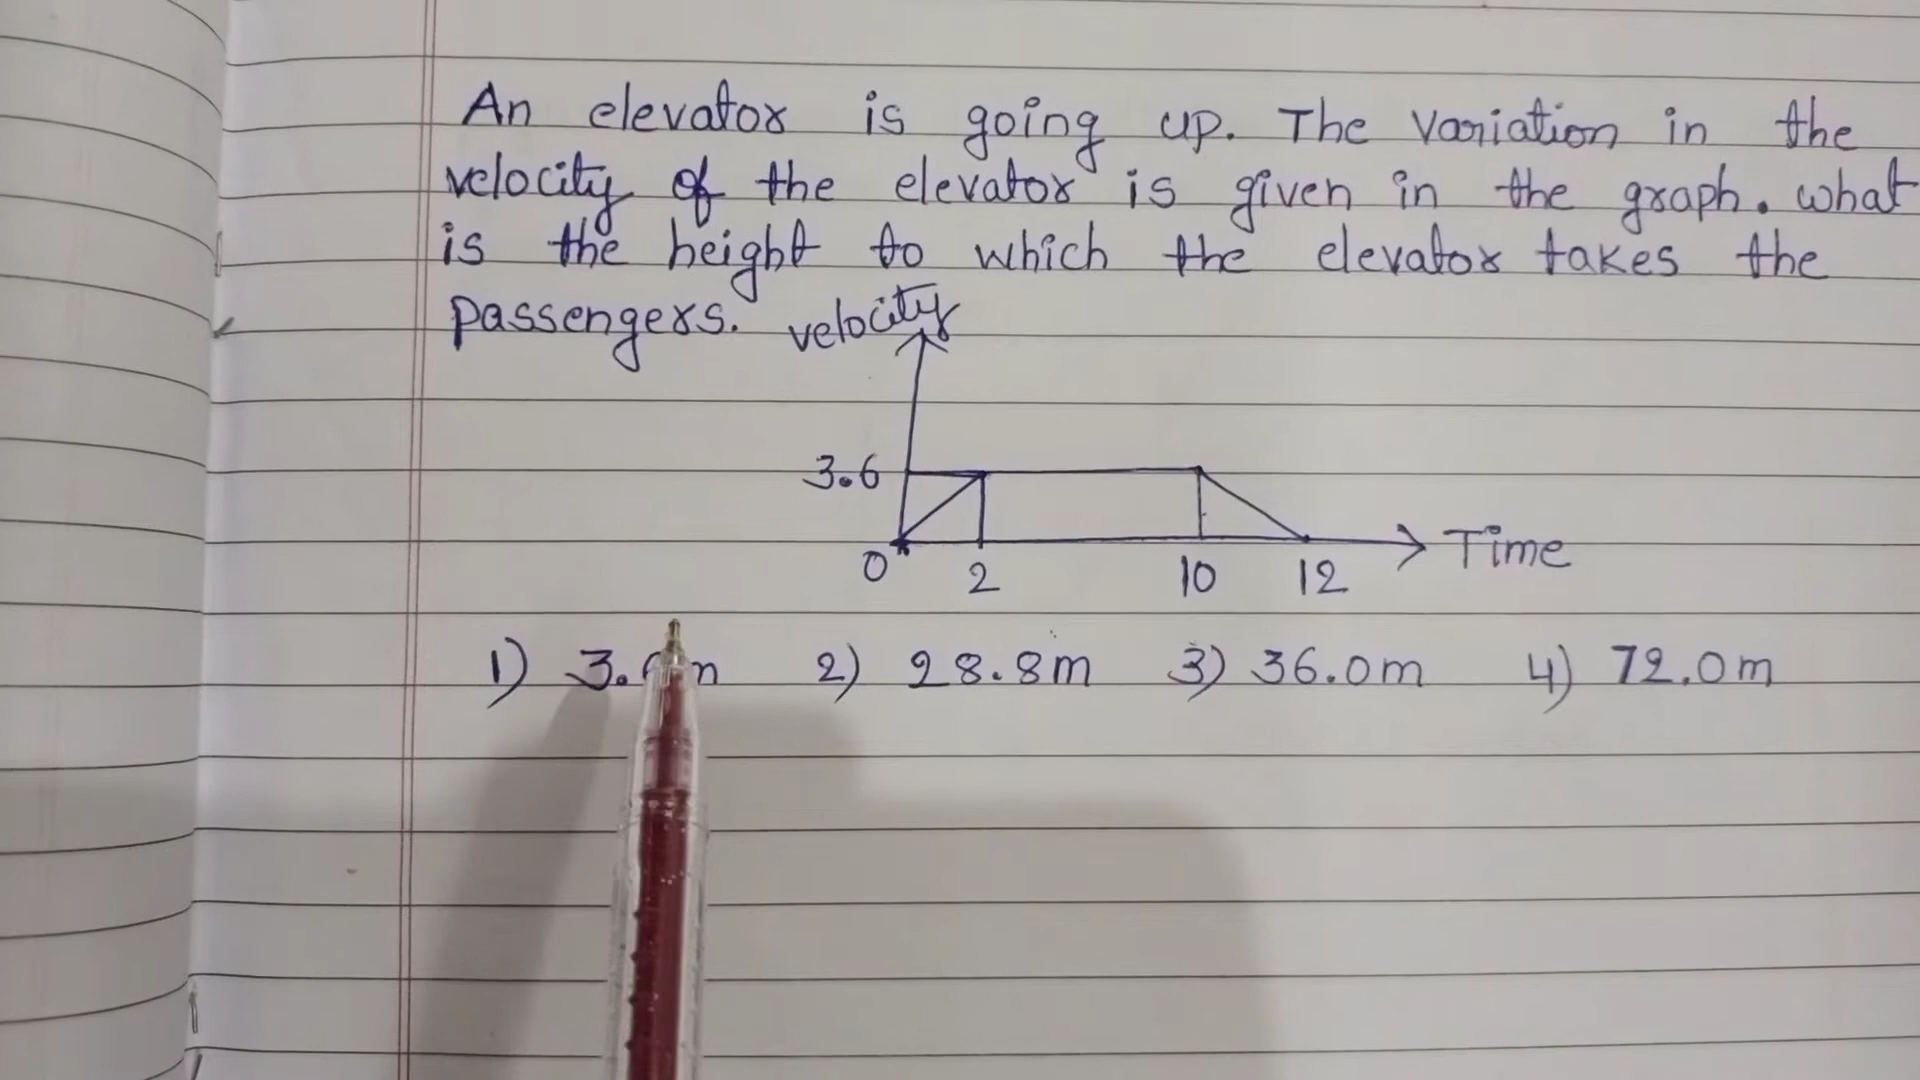 An elevator is going up. The variation in the
velocity of the elevator is given in the graph. what
is the height to which the elevator takes the
passengers. velocity
3.6
0 2 10 12 Time
1) 2) 28.8m 3) 36.0m 4) 72.0m